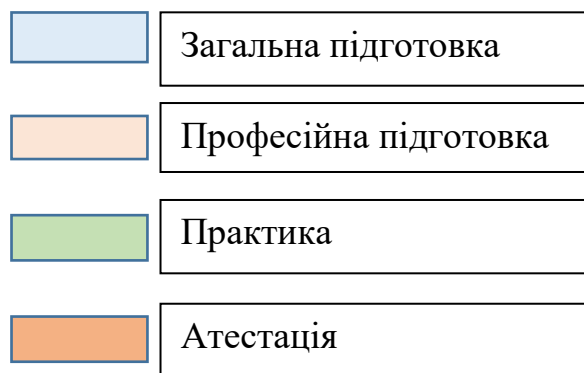 Загальна підготовка
Професійна підготовка
Практика
Атестація